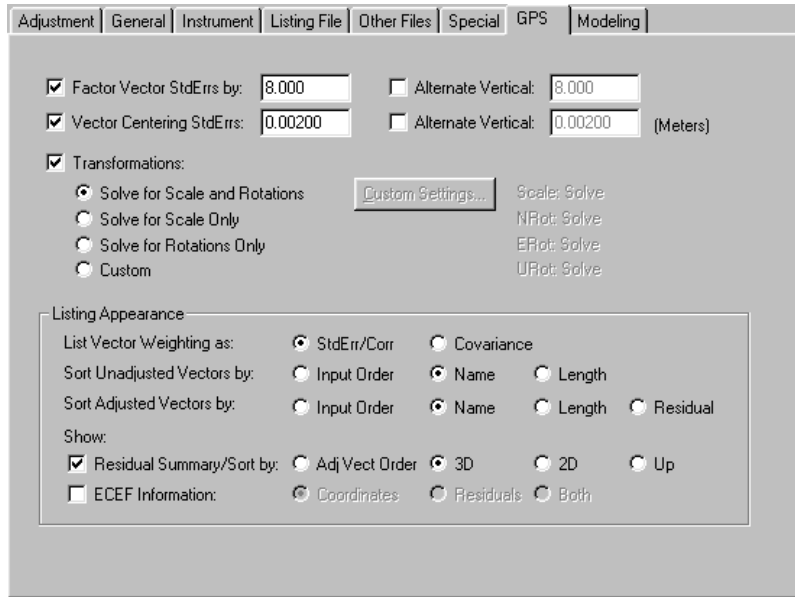 Adjustment General Instrument Listing File Other Files Special GPS Modeling
Factor Vector StdErrs by: 8.000 Alternate Vertical: 8.000
Vector Centering StdErrs: 0.00200 Alternate Vertical: 0.00200 (Meters)
Transformations:
Solve for Scale and Rotations Custom Settings... Scale: Solve
Solve for Scale Only NRot: Solve
Solve for Rotations Only ERot: Solve
Custom URot: Solve
Listing Appearance
List Vector Weighting as: StdErr/Corr Covariance
Sort Unadjusted Vectors by: Input Order Name Length
Sort Adjusted Vectors by: Input Order Name Length Residual
Show:
Residual Summary/Sort by: Adj Vect Order 3D 2D Up
ECEF Information: Coordinates Residuals Both